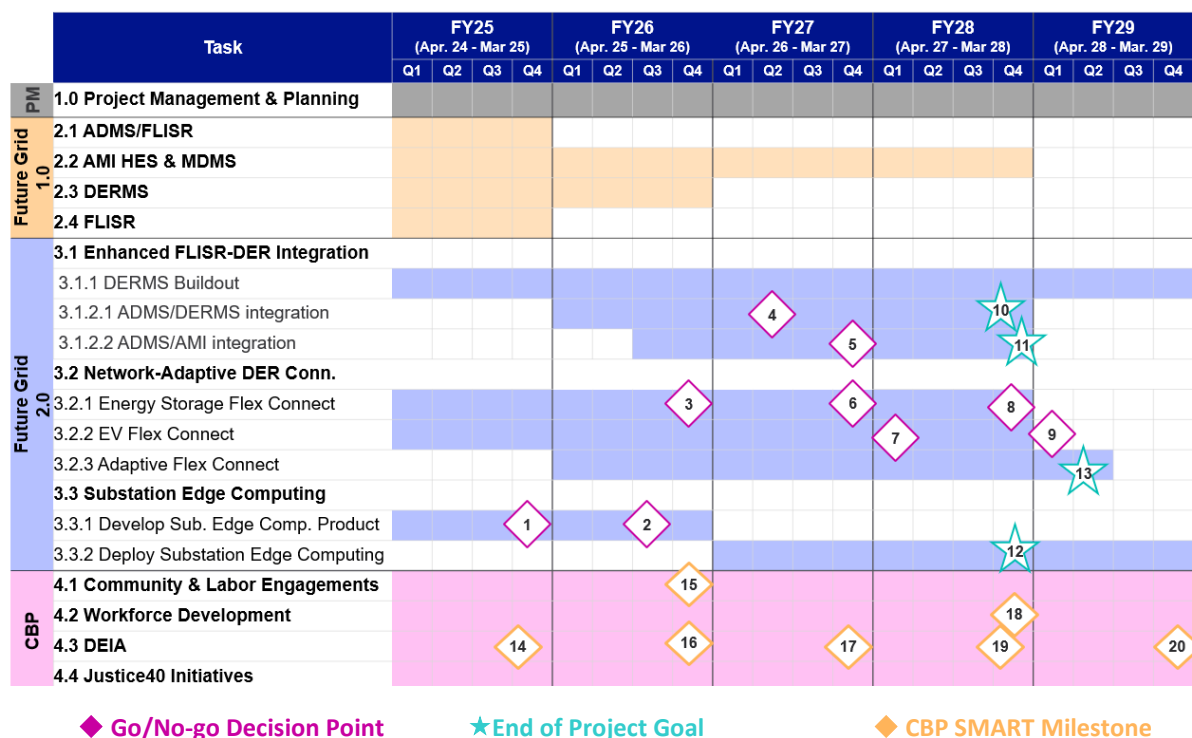 Task
FY25
(Apr. 24 - Mar 25)
FY26
(Apr. 25 - Mar 26)
FY27
(Apr. 26 - Mar 27)
FY28
(Apr. 27 - Mar 28)
FY29
(Apr. 28 - Mar. 29)
Q1 Q2 Q3 Q4 Q1 Q2 Q3 Q4 Q1 Q2 Q3 Q4 Q1 Q2 Q3 Q4 Q1 Q2 Q3 Q4
PM
1.0 Project Management & Planning
Future Grid
1.0
2.1 ADMS/FLISR
2.2 AMI HES & MDMS
2.3 DERMS
2.4 FLISR
Future Grid
2.0
3.1 Enhanced FLISR-DER Integration
3.1.1 DERMS Buildout
3.1.2.1 ADMS/DERMS integration
4 10
3.1.2.2 ADMS/AMI integration
5 11
3.2 Network-Adaptive DER Conn.
3.2.1 Energy Storage Flex Connect
3 6 8
3.2.2 EV Flex Connect
7 9
3.2.3 Adaptive Flex Connect
13
3.3 Substation Edge Computing
3.3.1 Develop Sub. Edge Comp. Product
1 2
3.3.2 Deploy Substation Edge Computing
12
CBP
4.1 Community & Labor Engagements
15
4.2 Workforce Development
18
4.3 DEIA
14 16 17 19 20
4.4 Justice40 Initiatives
Go/No-go Decision Point
End of Project Goal
CBP SMART Milestone